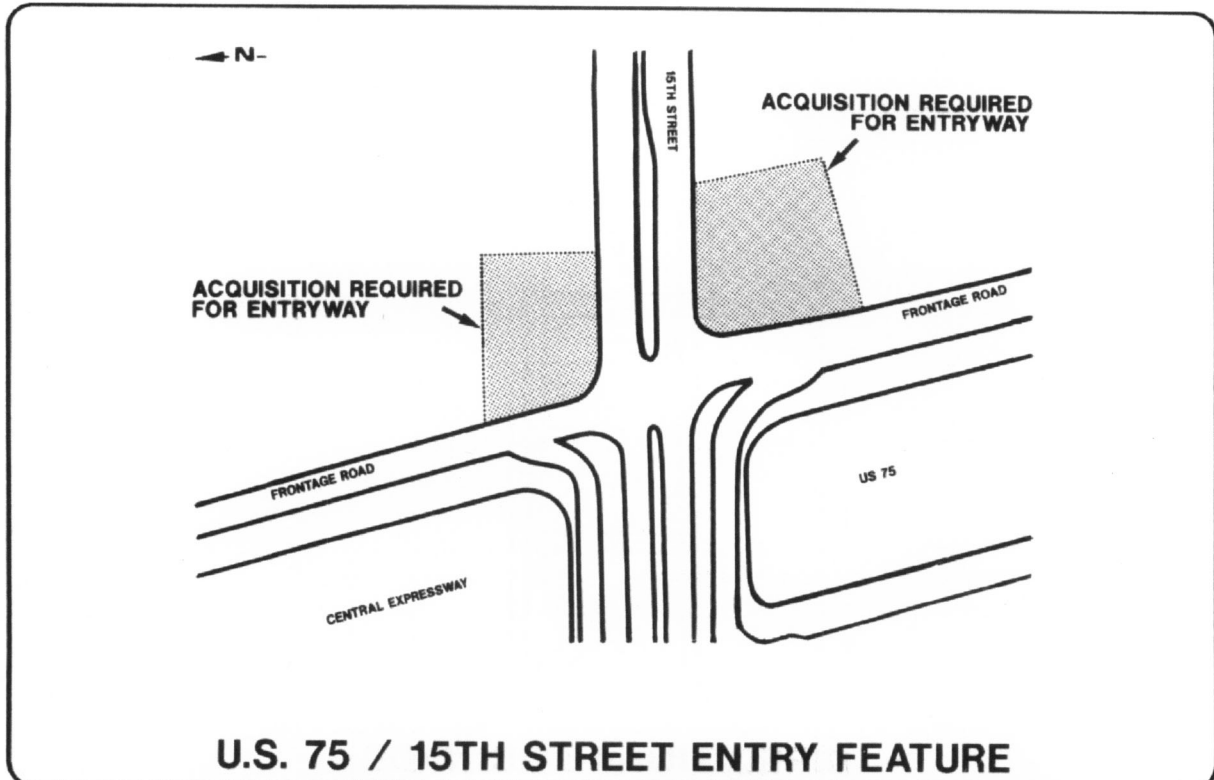 N
15TH STREET
ACQUISITION REQUIRED
FOR ENTRYWAY
ACQUISITION REQUIRED
FOR ENTRYWAY
FRONTAGE ROAD
FRONTAGE ROAD
US 75
CENTRAL EXPRESSWAY
U.S. 75 / 15TH STREET ENTRY FEATURE